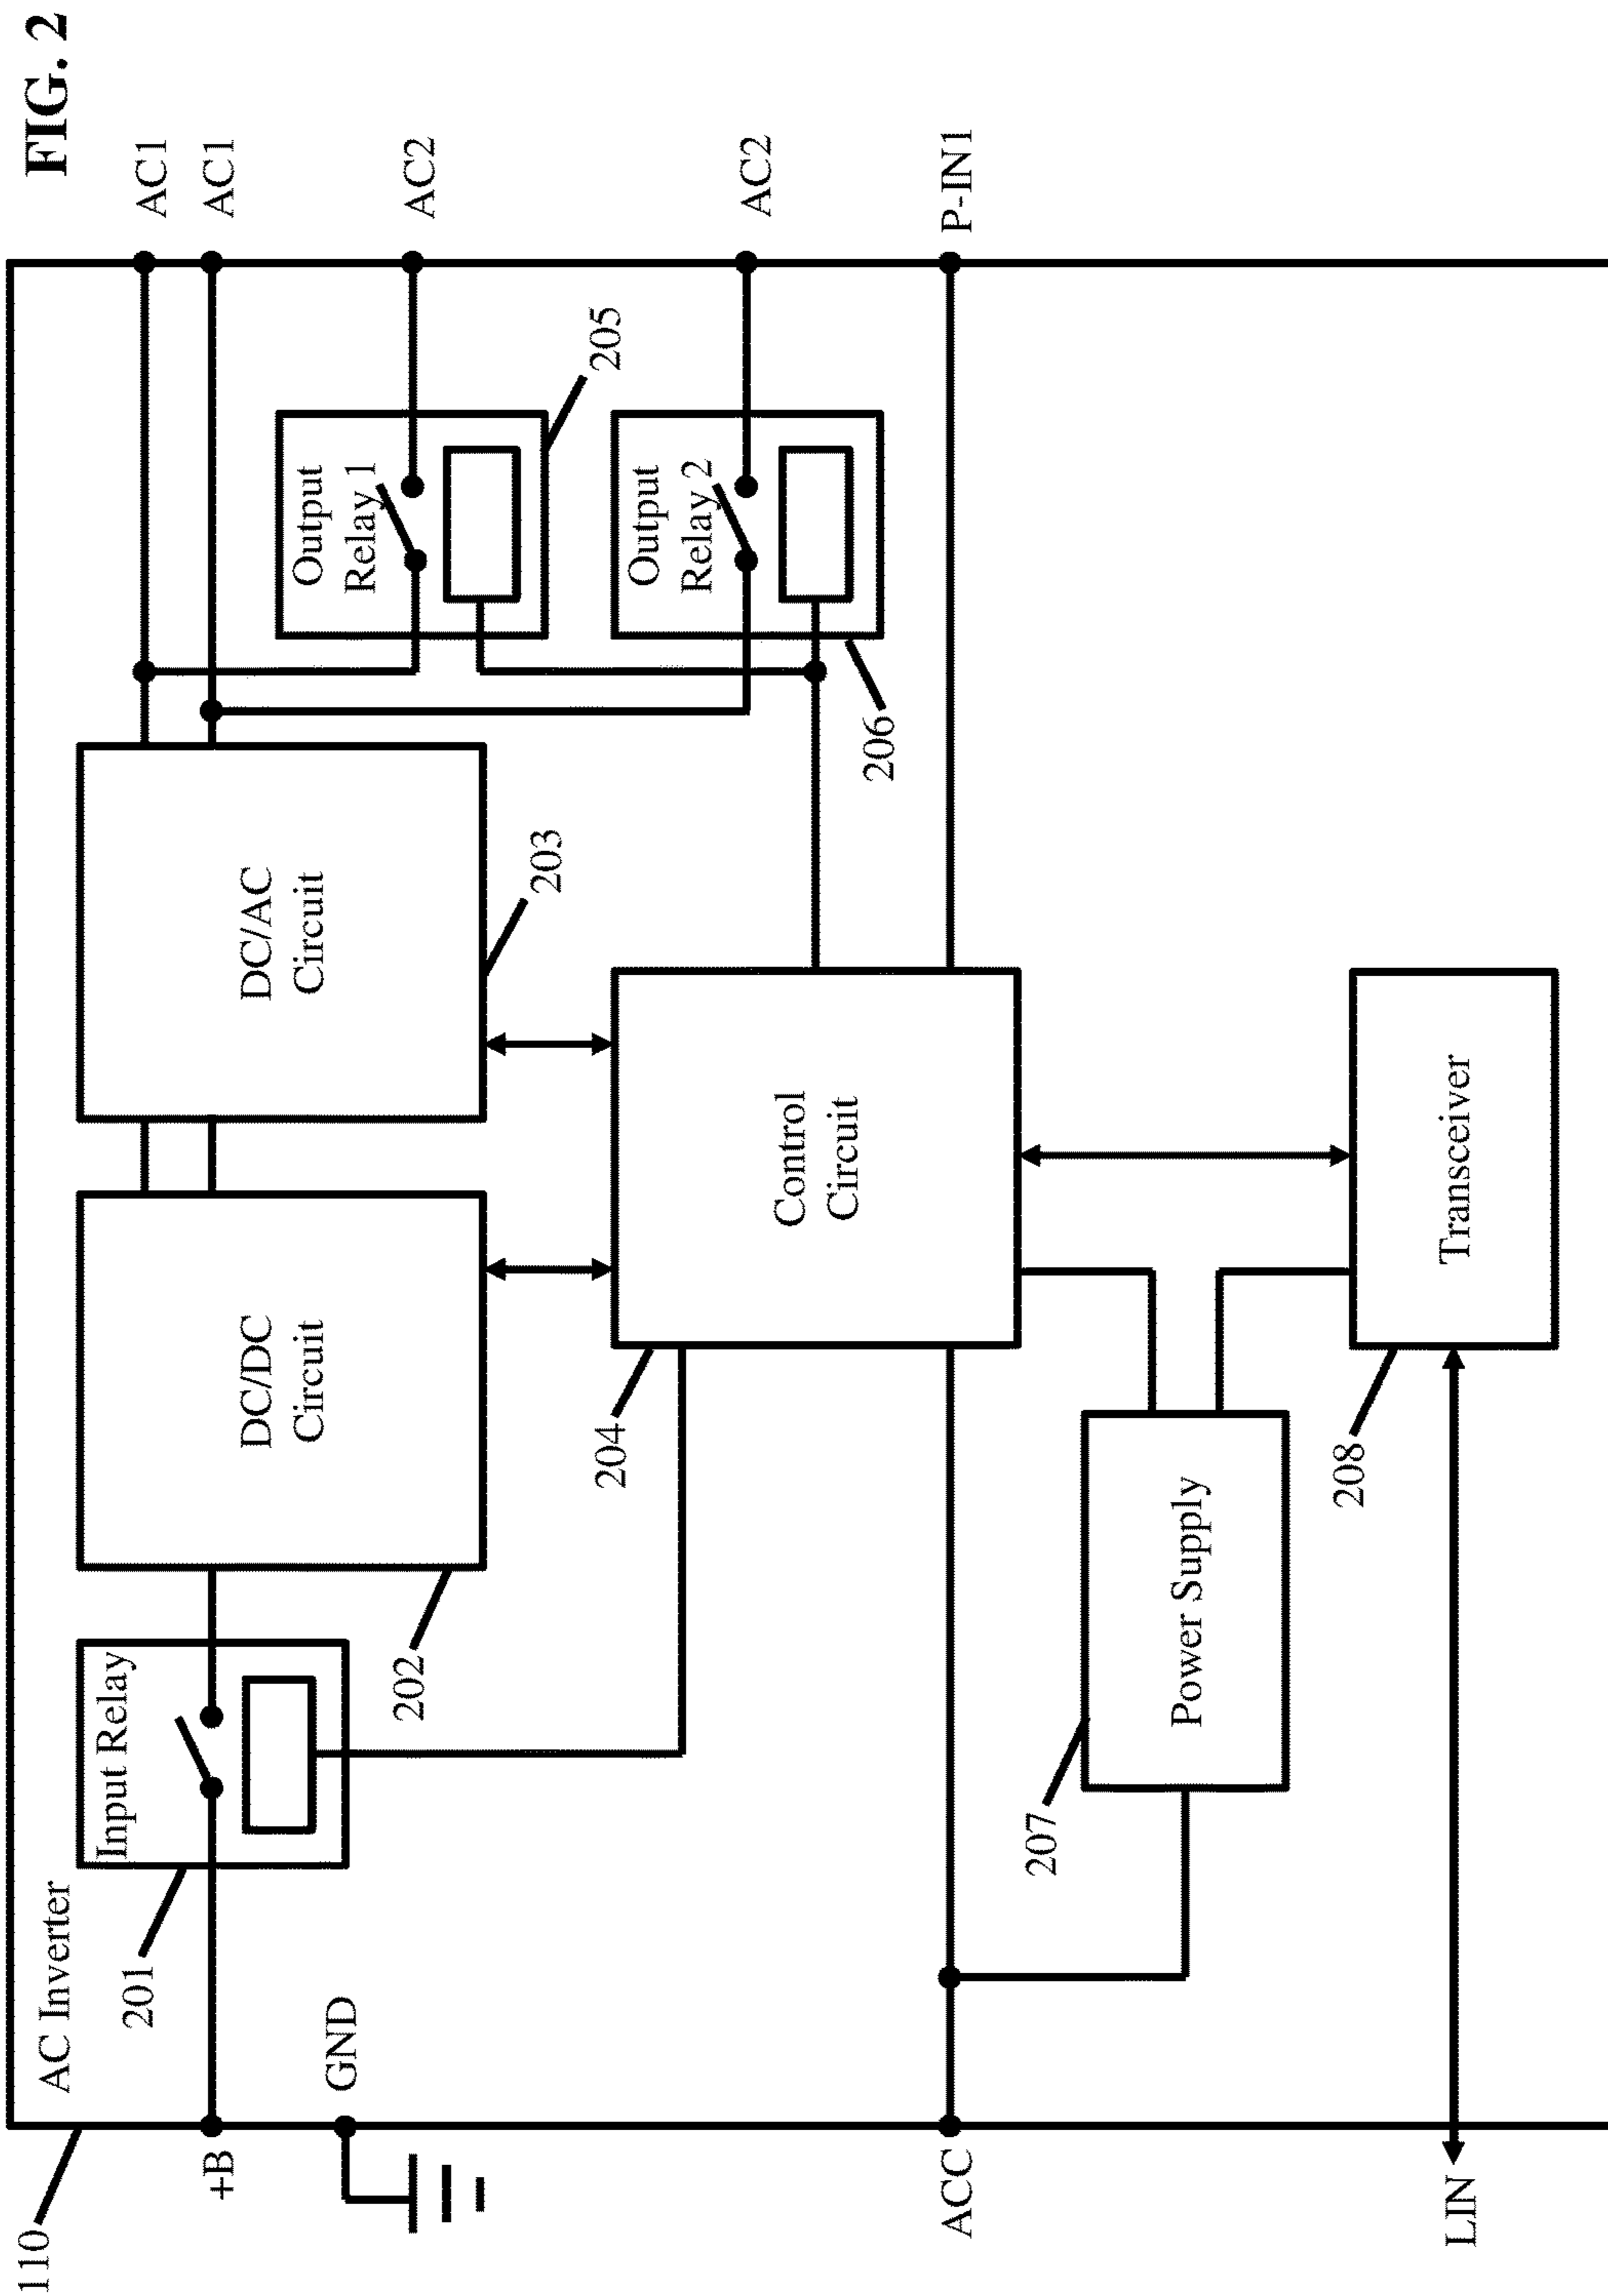 FIG. 2
110
AC Inverter
+B
GND
ACC
LIN
201
Input Relay
202
DC/DC
Circuit
203
DC/AC
Circuit
204
Control
Circuit
Output
Relay 1
205
Output
Relay 2
206
207
Power Supply
208
Transceiver
AC1
AC1
AC2
AC2
P-IN1